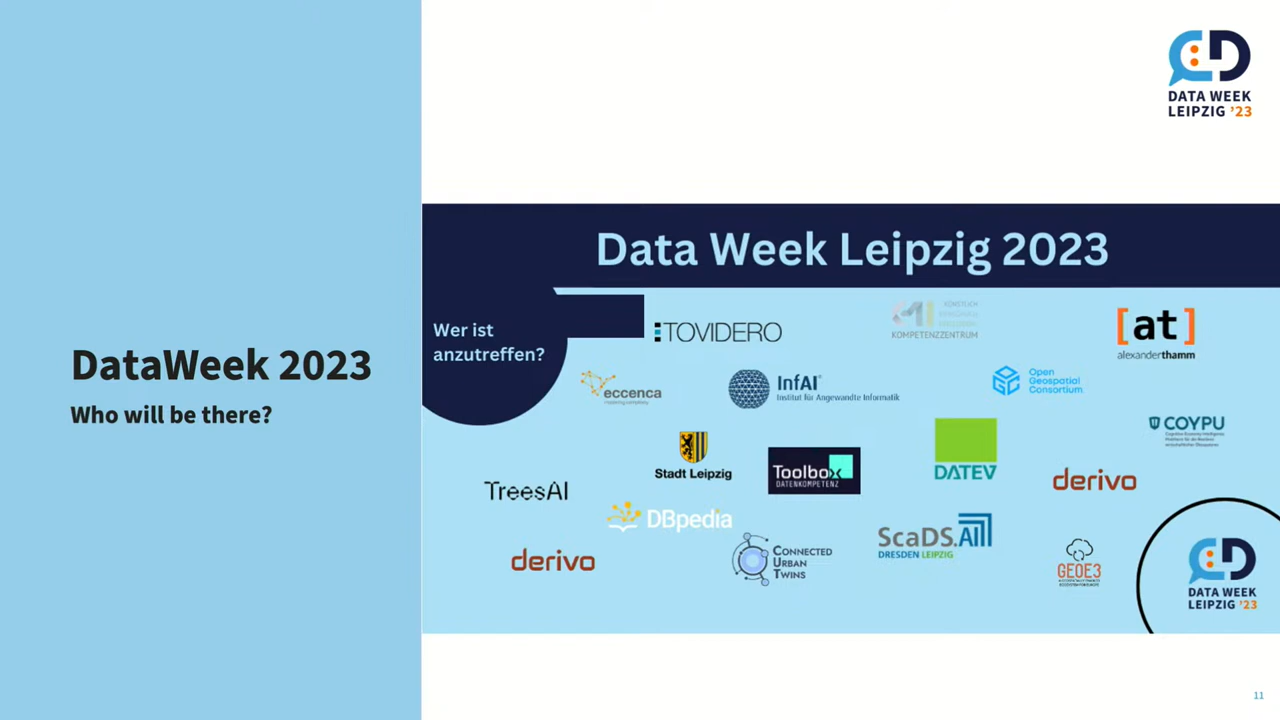 DATA WEEK
LEIPZIG '23
Data Week Leipzig 2023
DataWeek 2023
Who will be there?
Wer ist
anzutreffen?
TOVIDERO
KOMPETENZZENTRUM
[at]
alexanderthamm
eccenca
InfAI
Institut für Angewandte Informatik
Open
Geospatial
Consortium
COYPU
Stadt Leipzig
Toolbox
DATENKOMPETENZ
DATEV
derivo
TreesAI
DBpedia
ScaDS.AI
DRESDEN LEIPZIG
derivo
CONNECTED
URBAN
TWINS
GEOE3
DATA WEEK
LEIPZIG '23
11